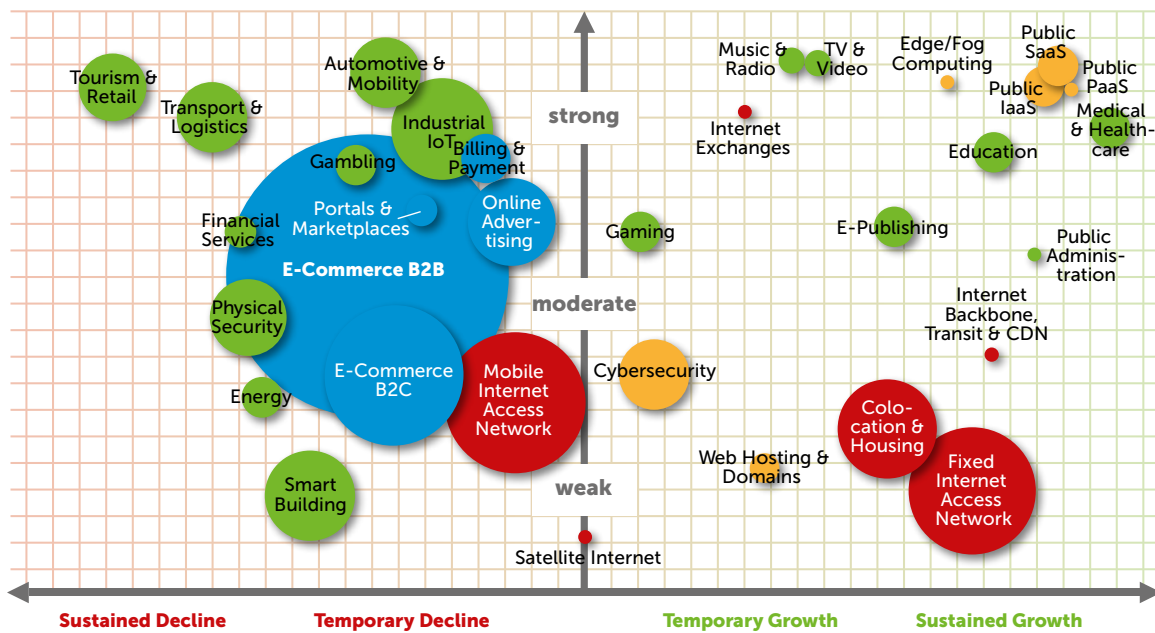 Tourism &
Retail
Transport &
Logistics
Automotive &
Mobility
Industrial
IoT
Billing &
Payment
Gambling
Portals &
Marketplaces
Online
Adver-
tising
Financial
Services
E-Commerce B2B
Physical
Security
E-Commerce
B2C
Energy
Mobile
Internet
Access
Network
Smart
Building
strong
moderate
weak
Satellite Internet
Music &
Radio
TV &
Video
Internet
Exchanges
Edge/Fog
Computing
Public
SaaS
Public
PaaS
Public
IaaS
Medical
& Health-
care
Education
Gaming
E-Publishing
Public
Adminis-
tration
Internet
Backbone,
Transit & CDN
Cybersecurity
Colo-
cation &
Housing
Web Hosting &
Domains
Fixed
Internet
Access
Network
Sustained Decline
Temporary Decline
Temporary Growth
Sustained Growth